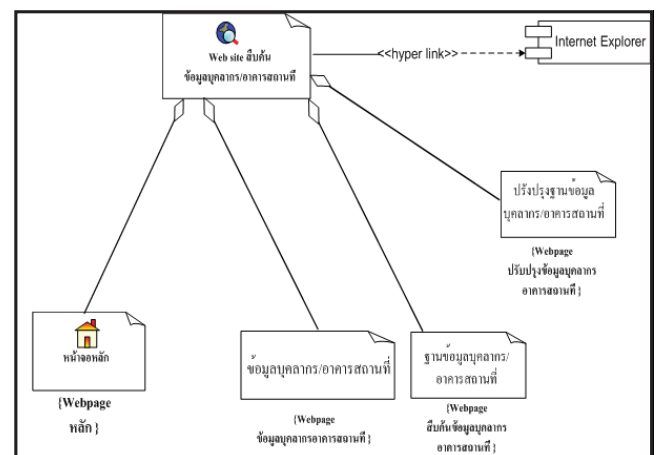 Web site สืบค้น
ข้อมูลบุคลากร/อาคารสถานที่
<<hyper link>>
Internet Explorer
ปรังปรุงฐานข้อมูล
บุคลากร/อาคารสถานที่
{Webpage
ปรับปรุงข้อมูลบุคลากร
อาคารสถานที่ }
หน้าจอหลัก
{Webpage
หลัก }
ข้อมูลบุคลากร/อาคารสถานที่
{Webpage
ข้อมูลบุคลากรอาคารสถานที่ }
ฐานข้อมูลบุคลากร/
อาคารสถานที่
{Webpage
สืบค้นข้อมูลบุคลากร
อาคารสถานที่ }